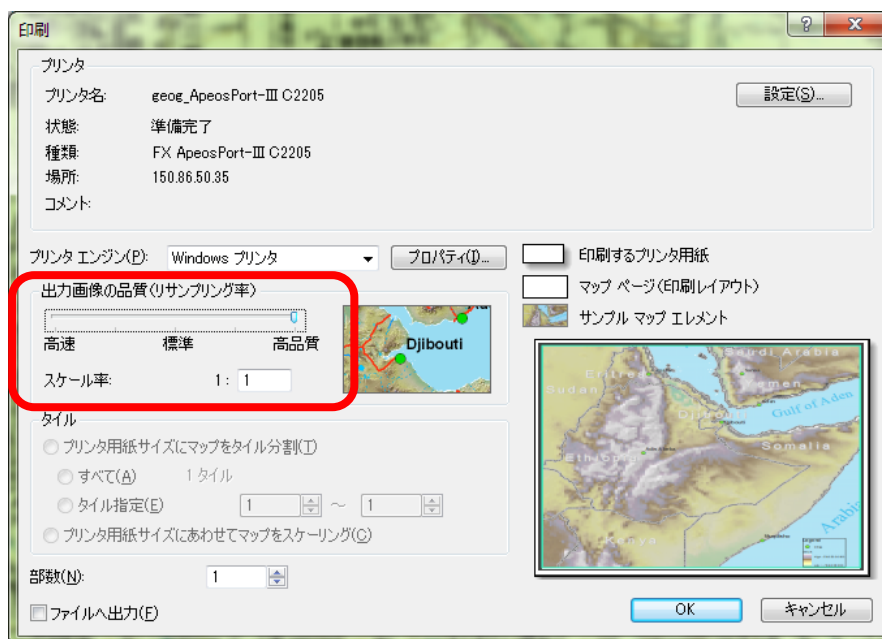 印刷
プリンタ
プリンタ名: geog_ApeosPort-III C2205
設定(S)...
状態: 準備完了
種類: FX ApeosPort-III C2205
場所: 150.86.50.35
コメント:
プリンタ エンジン(P): Windows プリンタ
プロパティ(I)...
出力画像の品質(リサンプリング率)
高速 標準 高品質
スケール率: 1 : 1
Djibouti
印刷するプリンタ用紙
マップ ページ(印刷レイアウト)
サンプル マップ エレメント
Saudi Arabia
Eritrea
Yemen
Sudan
Djibouti
Gulf of Aden
Ethiopia
Somalia
Kenya
Arabia
タイル
プリンタ用紙サイズにマップをタイル分割(T)
すべて(A) 1 タイル
タイル指定(E) 1 ～ 1
プリンタ用紙サイズにあわせてマップをスケーリング(C)
部数(N): 1
ファイルへ出力(F)
OK
キャンセル